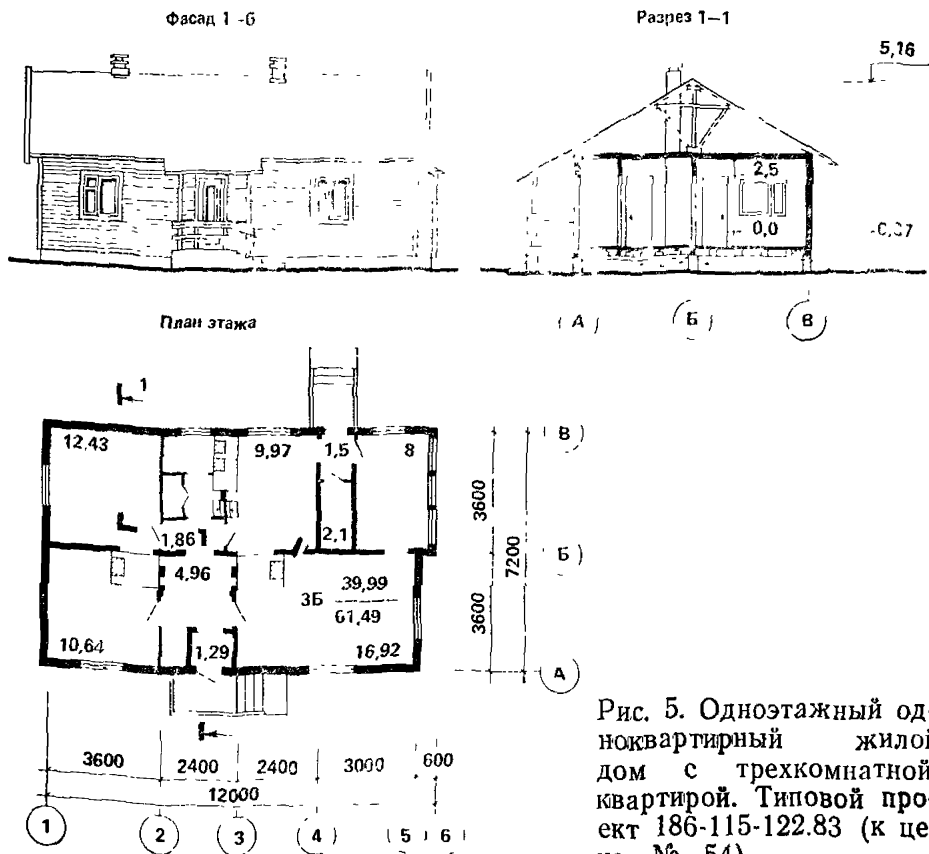 Фасад 1-6
Разрез 1—1
5,16
2,5
0,0
-0,37
А Б В
План этажа
1
12,43 9,97 1,5 8
В
1,86 2,1
Б
4,96
3Б 39,99
61,49
10,64 1,29 16,92
А
3600
3600
7200
3600 2400 2400 3000 600
12000
1 2 3 4 5 6
Рис. 5. Одноэтажный од-
ноквартирный жилой
дом с трехкомнатной
квартирой. Типовой про-
ект 186-115-122.83 (к це-
№ 54)